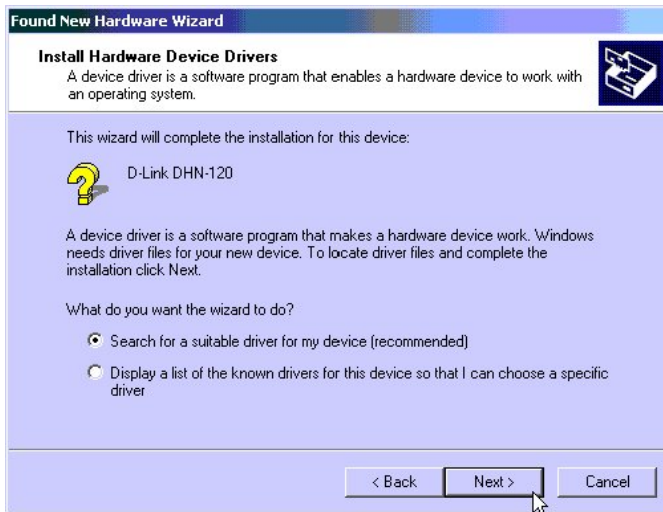 Found New Hardware Wizard
Install Hardware Device Drivers
A device driver is a software program that enables a hardware device to work with
an operating system.
This wizard will complete the installation for this device:
D-Link DHN-120
A device driver is a software program that makes a hardware device work. Windows
needs driver files for your new device. To locate driver files and complete the
installation click Next.
What do you want the wizard to do?
Search for a suitable driver for my device (recommended)
Display a list of the known drivers for this device so that I can choose a specific
driver
< Back Next > Cancel